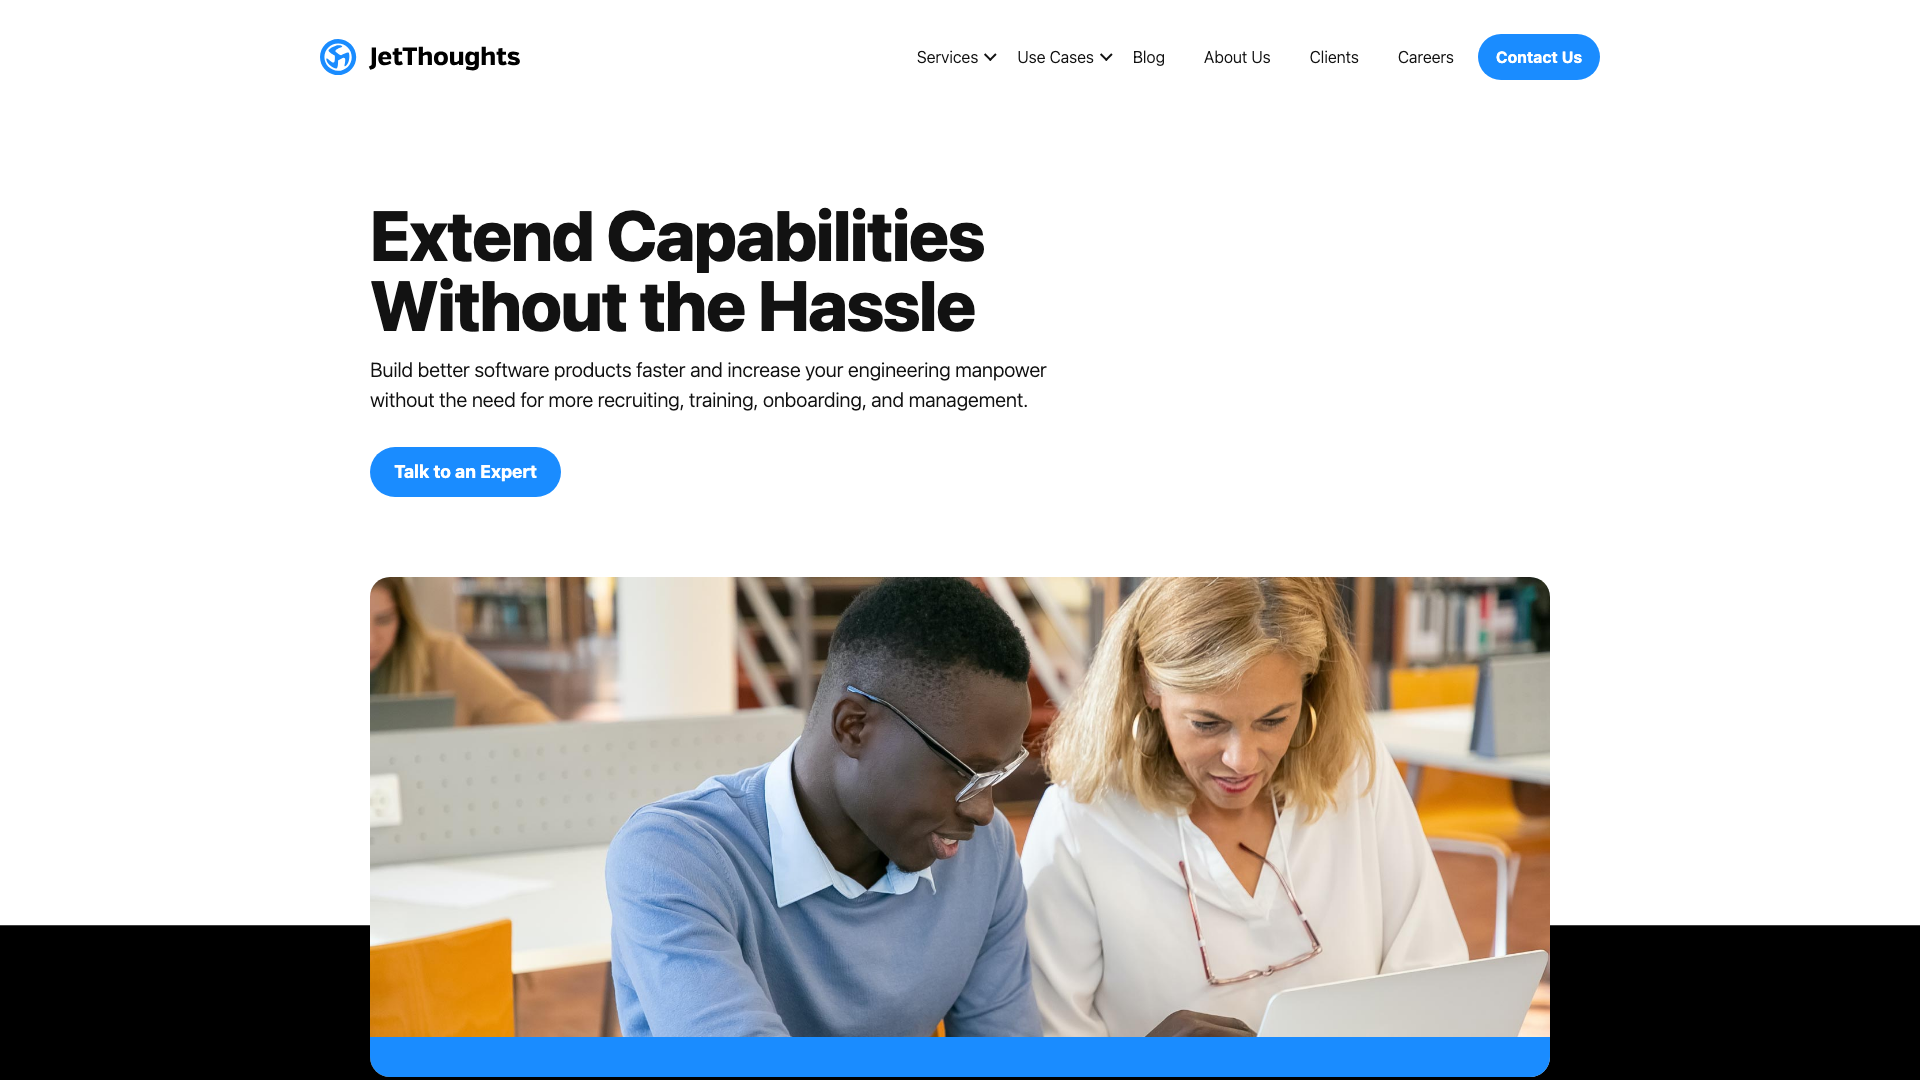 JetThoughts
Services
Use Cases
Blog
About Us
Clients
Careers
Contact Us
Extend Capabilities
Without the Hassle
Build better software products faster and increase your engineering manpower
without the need for more recruiting, training, onboarding, and management.
Talk to an Expert